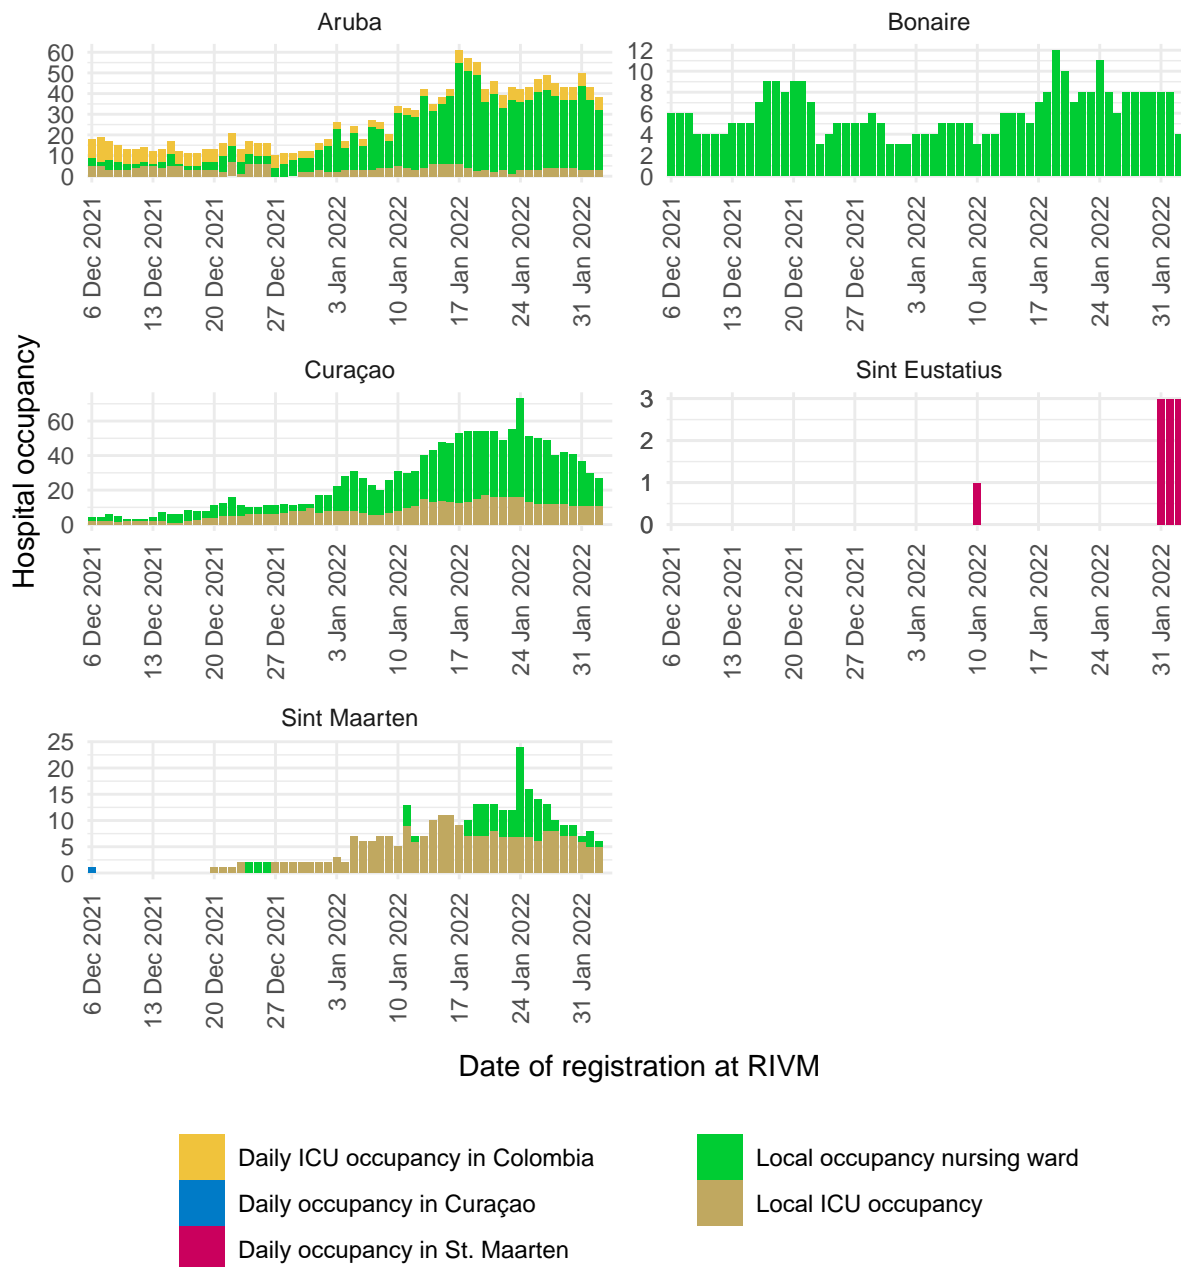 Aruba
60
50
40
30
20
10
0
6 Dec 2021
13 Dec 2021
20 Dec 2021
27 Dec 2021
3 Jan 2022
10 Jan 2022
17 Jan 2022
24 Jan 2022
31 Jan 2022
Bonaire
12
10
8
6
4
2
0
6 Dec 2021
13 Dec 2021
20 Dec 2021
27 Dec 2021
3 Jan 2022
10 Jan 2022
17 Jan 2022
24 Jan 2022
31 Jan 2022
Hospital occupancy
Curaçao
60
40
20
0
6 Dec 2021
13 Dec 2021
20 Dec 2021
27 Dec 2021
3 Jan 2022
10 Jan 2022
17 Jan 2022
24 Jan 2022
31 Jan 2022
Sint Eustatius
3
2
1
0
6 Dec 2021
13 Dec 2021
20 Dec 2021
27 Dec 2021
3 Jan 2022
10 Jan 2022
17 Jan 2022
24 Jan 2022
31 Jan 2022
Sint Maarten
25
20
15
10
5
0
6 Dec 2021
13 Dec 2021
20 Dec 2021
27 Dec 2021
3 Jan 2022
10 Jan 2022
17 Jan 2022
24 Jan 2022
31 Jan 2022
Date of registration at RIVM
Daily ICU occupancy in Colombia
Daily occupancy in Curaçao
Daily occupancy in St. Maarten
Local occupancy nursing ward
Local ICU occupancy